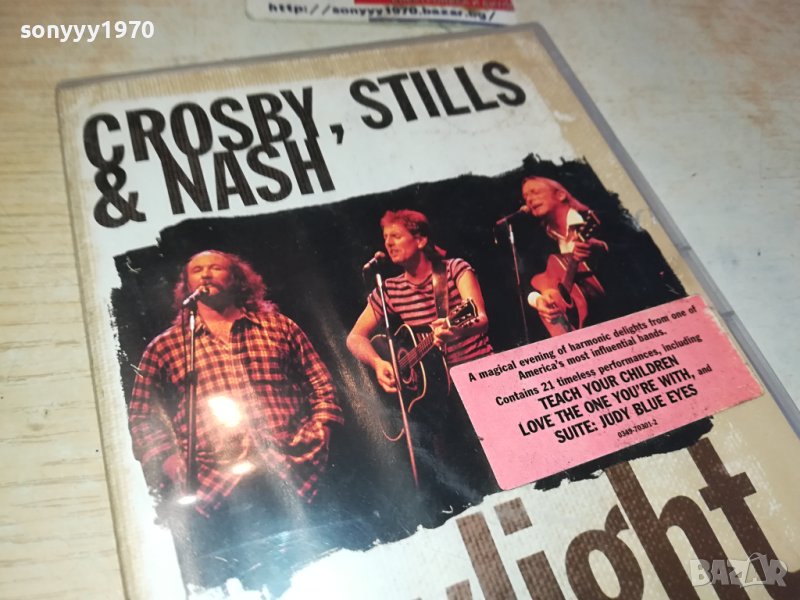 sonyyy1970
http://sonyyy1970.bazar.bg/
CROSBY, STILLS
& NASH
A magical evening of harmonic delights from one of
America's most influential bands.
Contains 21 timeless performances, including
TEACH YOUR CHILDREN
LOVE THE ONE YOU'RE WITH, and
SUITE: JUDY BLUE EYES
0349-70301-2
ylight
BAZAR